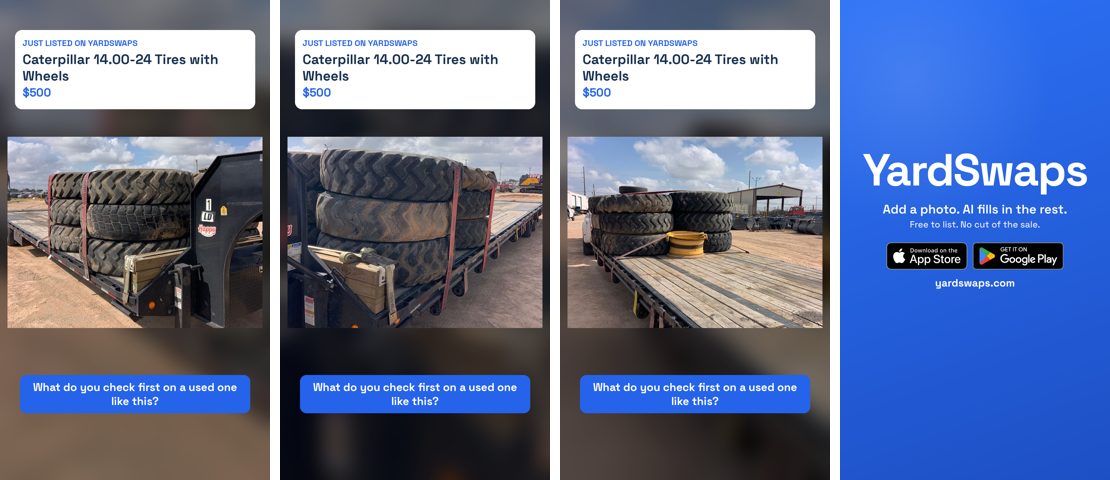 JUST LISTED ON YARDSWAPS
Caterpillar 14.00-24 Tires with
Wheels
$500
What do you check first on a used one
like this?
JUST LISTED ON YARDSWAPS
Caterpillar 14.00-24 Tires with
Wheels
$500
What do you check first on a used one
like this?
JUST LISTED ON YARDSWAPS
Caterpillar 14.00-24 Tires with
Wheels
$500
What do you check first on a used one
like this?
YardSwaps
Add a photo. AI fills in the rest.
Free to list. No cut of the sale.
Download on the
App Store
GET IT ON
Google Play
yardswaps.com